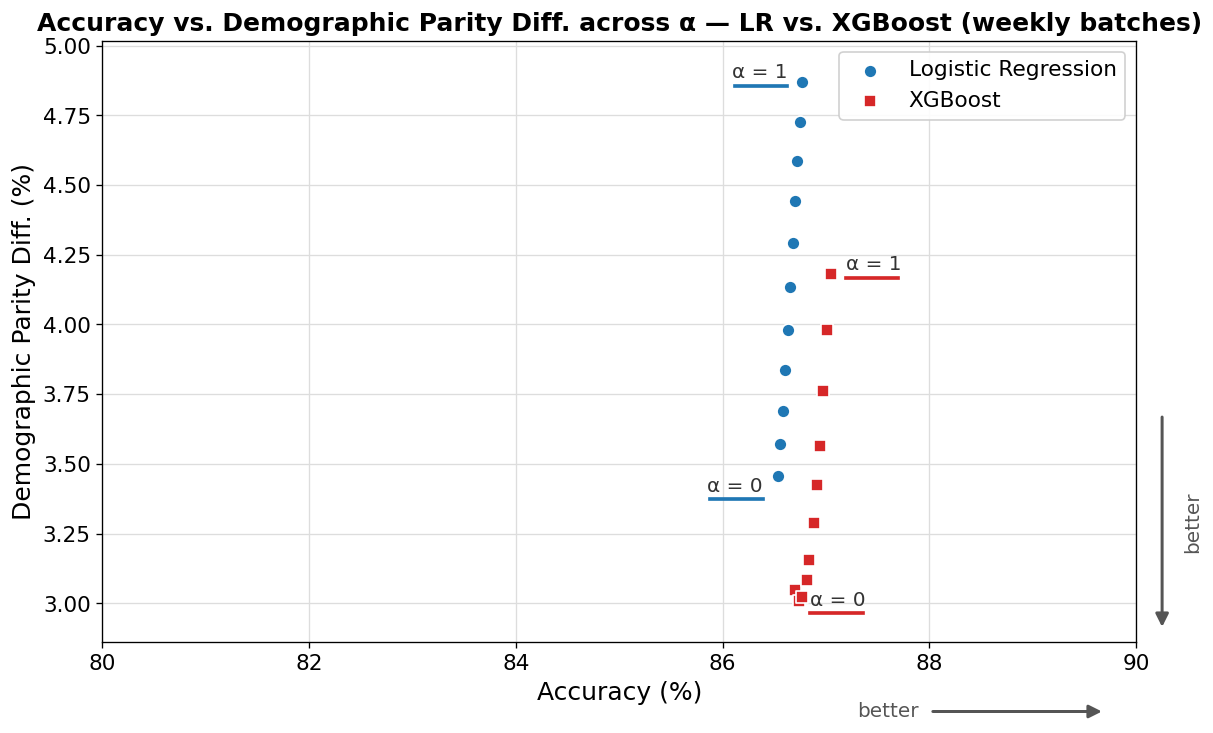 Accuracy vs. Demographic Parity Diff. across α — LR vs. XGBoost (weekly batches)
Logistic Regression
XGBoost
α = 1
α = 1
α = 0
α = 0
Demographic Parity Diff. (%)
5.00
4.75
4.50
4.25
4.00
3.75
3.50
3.25
3.00
80
82
84
86
88
90
Accuracy (%)
better
better